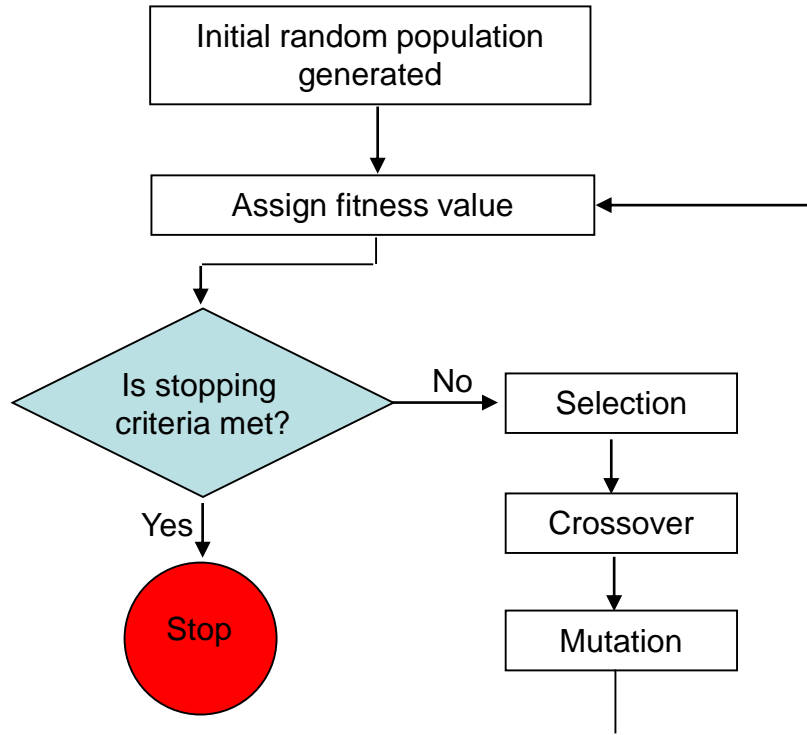 Initial random population
generated
Assign fitness value
Is stopping
criteria met?
No
Selection
Crossover
Yes
Stop
Mutation